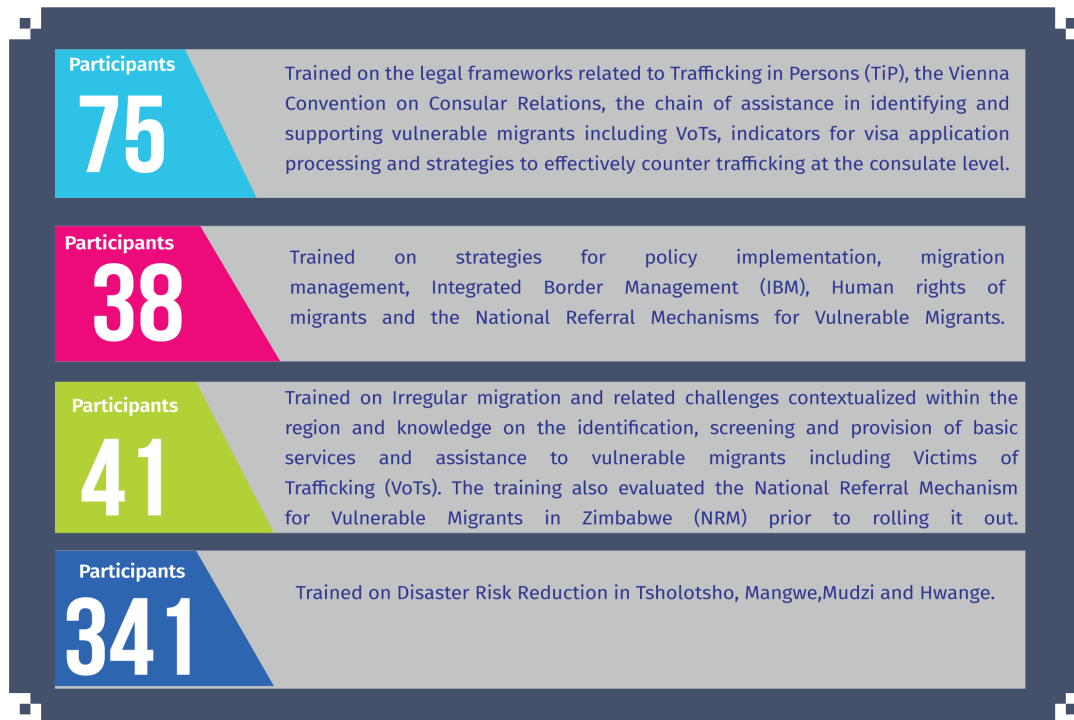 Participants
75
Trained on the legal frameworks related to Trafficking in Persons (TiP), the Vienna
Convention on Consular Relations, the chain of assistance in identifying and
supporting vulnerable migrants including VoTs, indicators for visa application
processing and strategies to effectively counter trafficking at the consulate level.
Participants
38
Trained on strategies for policy implementation, migration
management, Integrated Border Management (IBM), Human rights of
migrants and the National Referral Mechanisms for Vulnerable Migrants.
Participants
41
Trained on Irregular migration and related challenges contextualized within the
region and knowledge on the identification, screening and provision of basic
services and assistance to vulnerable migrants including Victims of
Trafficking (VoTs). The training also evaluated the National Referral Mechanism
for Vulnerable Migrants in Zimbabwe (NRM) prior to rolling it out.
Participants
341
Trained on Disaster Risk Reduction in Tsholotsho, Mangwe,Mudzi and Hwange.